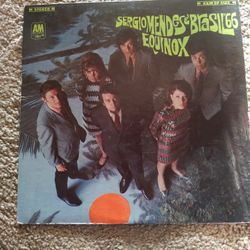 STEREO
A&M
SERGIO MENDES & BRASIL '66
EQUINOX